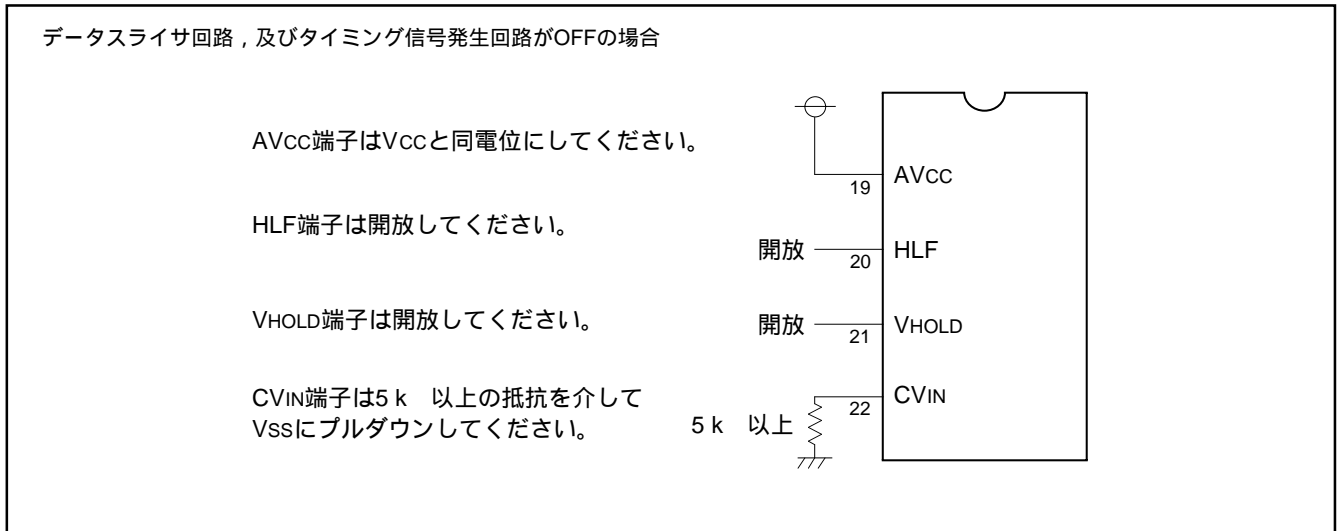 データスライサ回路，及びタイミング信号発生回路がOFFの場合
AVCC端子はVCCと同電位にしてください。
19
AVCC
HLF端子は開放してください。
開放
20
HLF
VHOLD端子は開放してください。
開放
21
VHOLD
CVIN端子は5 k 以上の抵抗を介して
VSSにプルダウンしてください。
5 k 以上
22
CVIN